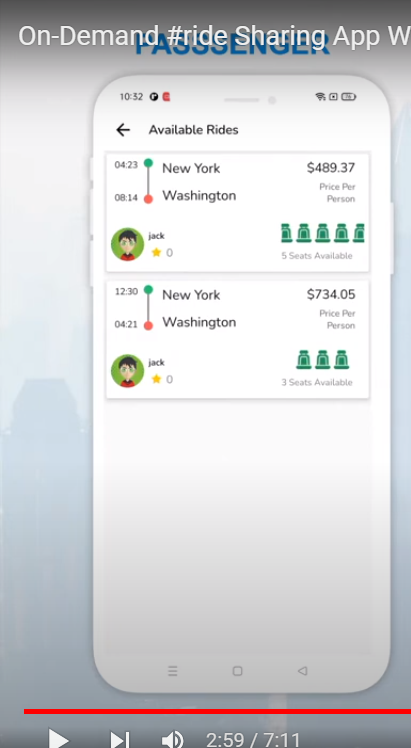 On-Demand #ride Sharing App W
PASSSENGER
10:32
Available Rides
04:23 New York $489.37
Price Per
08:14 Washington Person
jack
0
5 Seats Available
12:30 New York $734.05
Price Per
04:21 Washington Person
jack
0
3 Seats Available
2:59 / 7:11